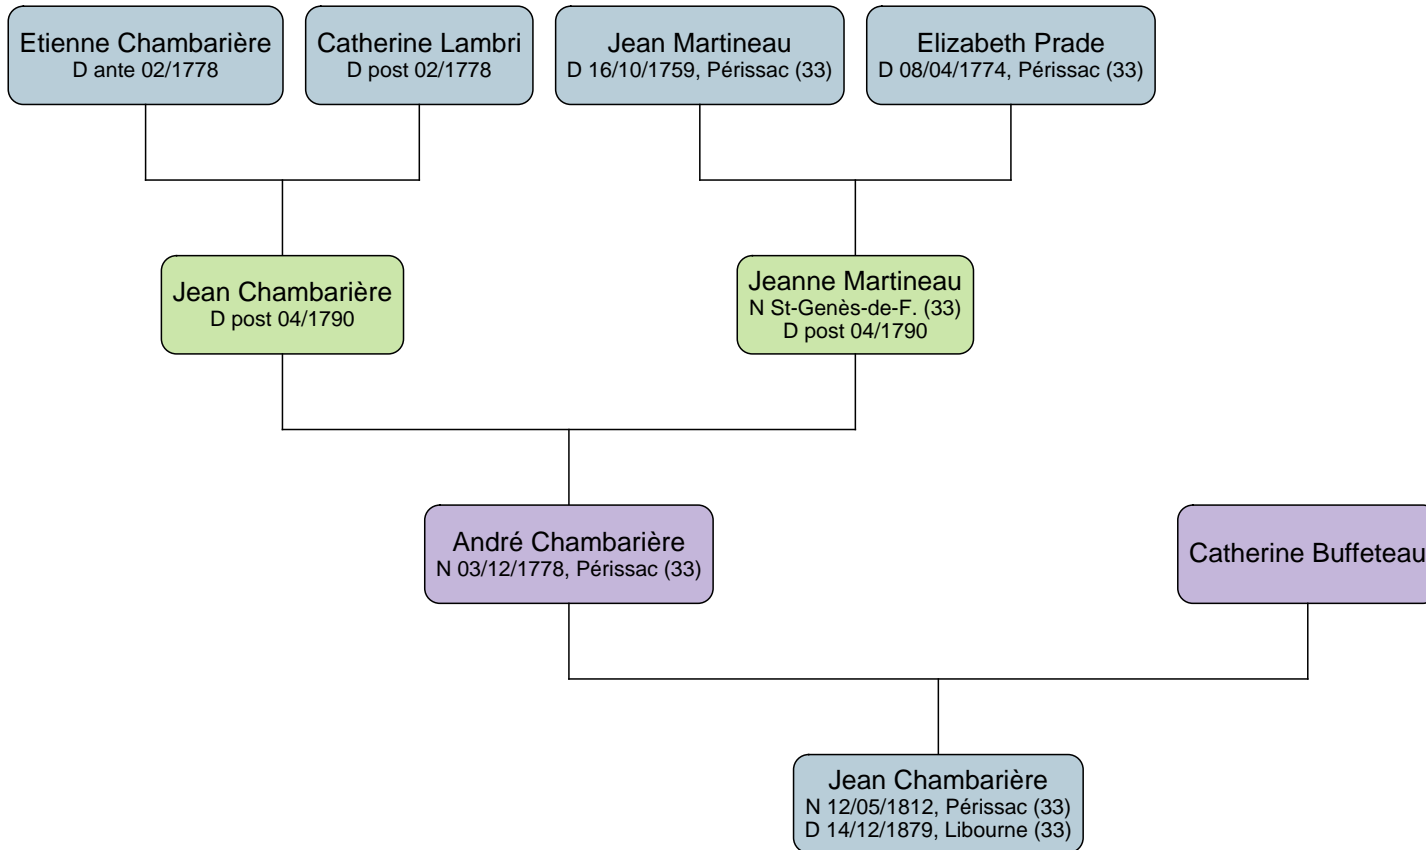 Etienne Chambarière
D ante 02/1778
Catherine Lambri
D post 02/1778
Jean Martineau
D 16/10/1759, Périssac (33)
Elizabeth Prade
D 08/04/1774, Périssac (33)
Jean Chambarière
D post 04/1790
Jeanne Martineau
N St-Genès-de-F. (33)
D post 04/1790
André Chambarière
N 03/12/1778, Périssac (33)
Catherine Buffeteau
Jean Chambarière
N 12/05/1812, Périssac (33)
D 14/12/1879, Libourne (33)